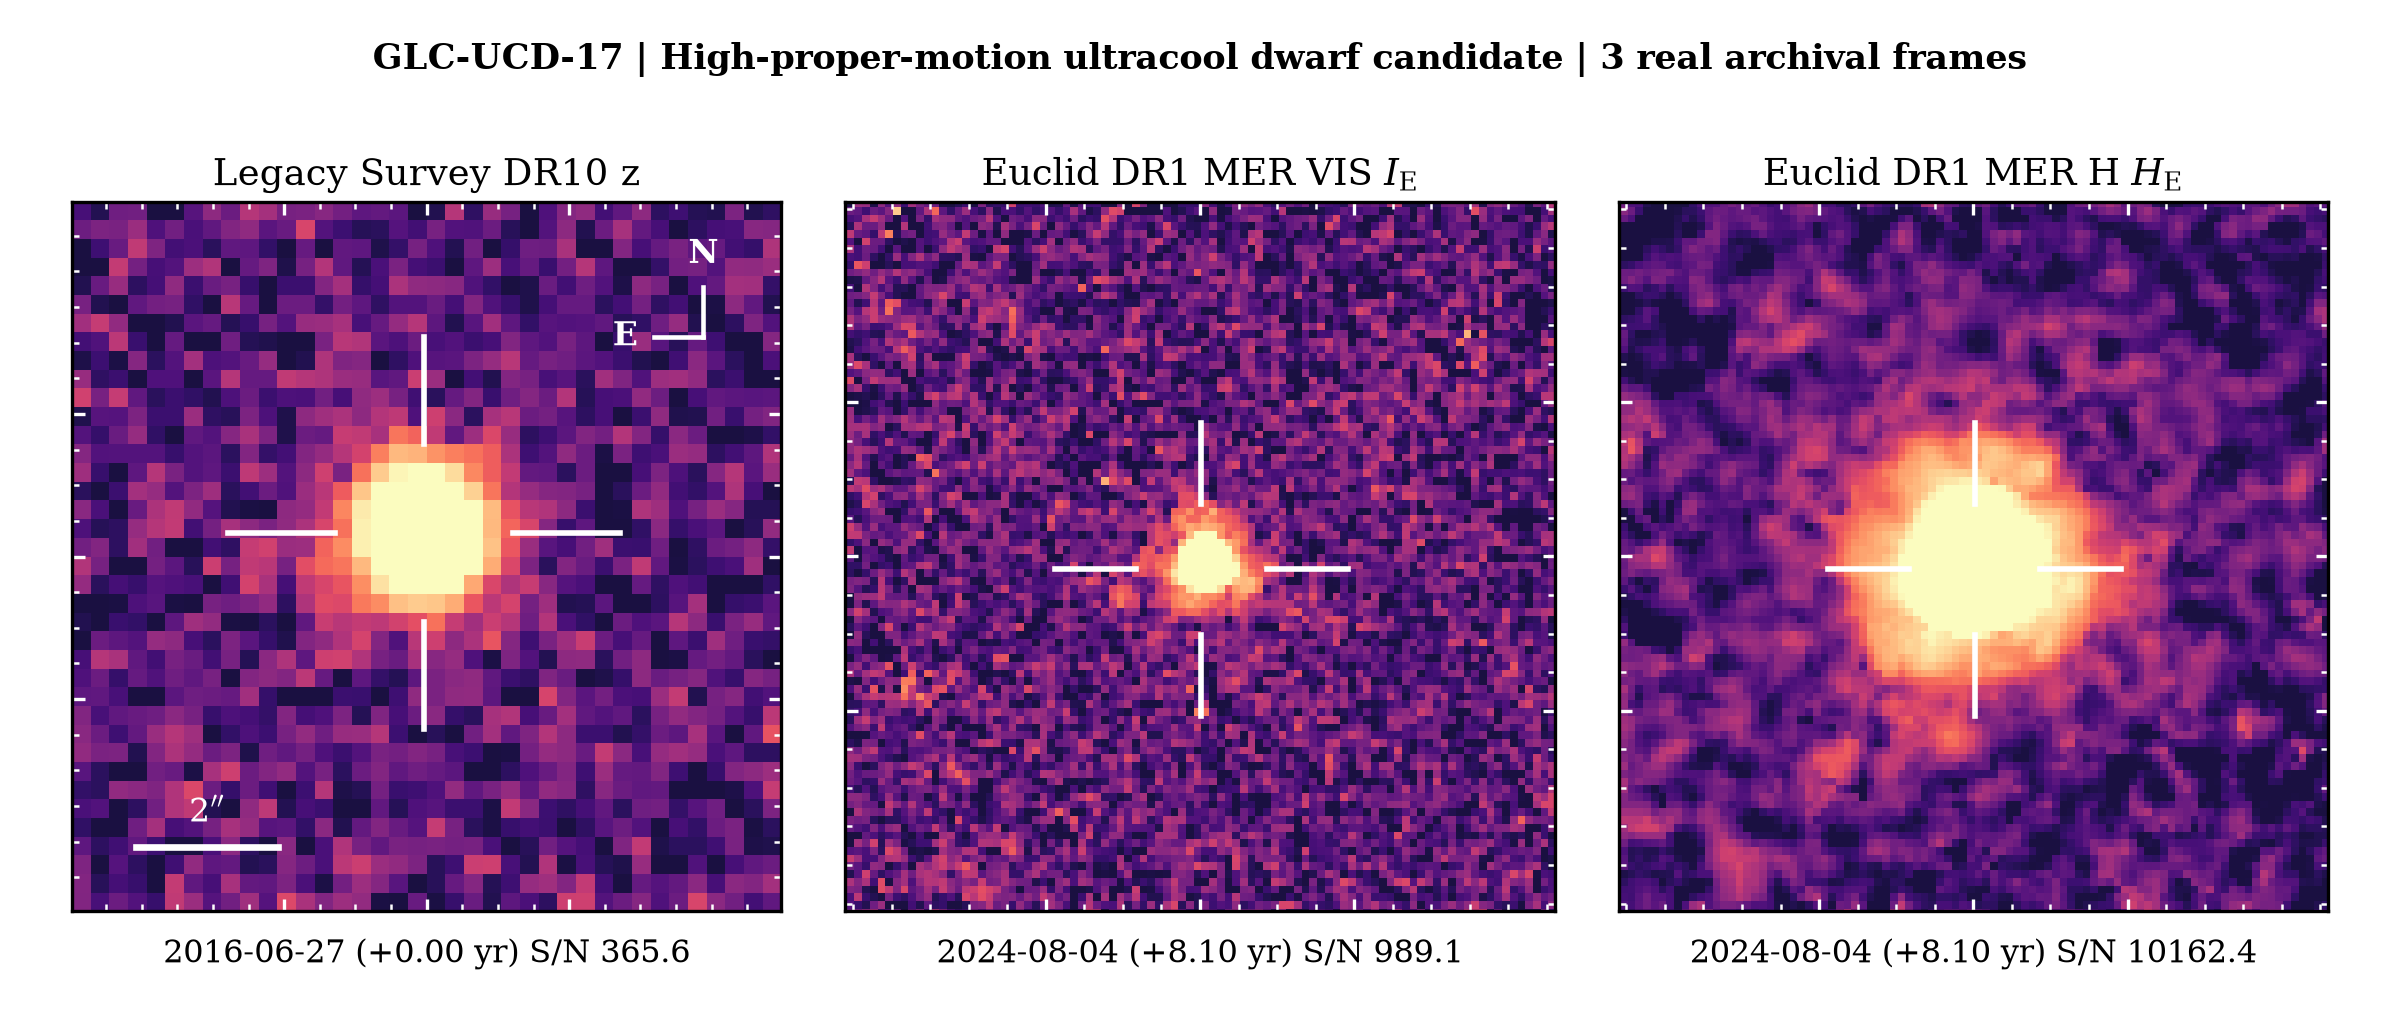 GLC-UCD-17 | High-proper-motion ultracool dwarf candidate | 3 real archival frames
Legacy Survey DR10 z
Euclid DR1 MER VIS I_E
Euclid DR1 MER H H_E
N
E
2″
2016-06-27 (+0.00 yr) S/N 365.6
2024-08-04 (+8.10 yr) S/N 989.1
2024-08-04 (+8.10 yr) S/N 10162.4